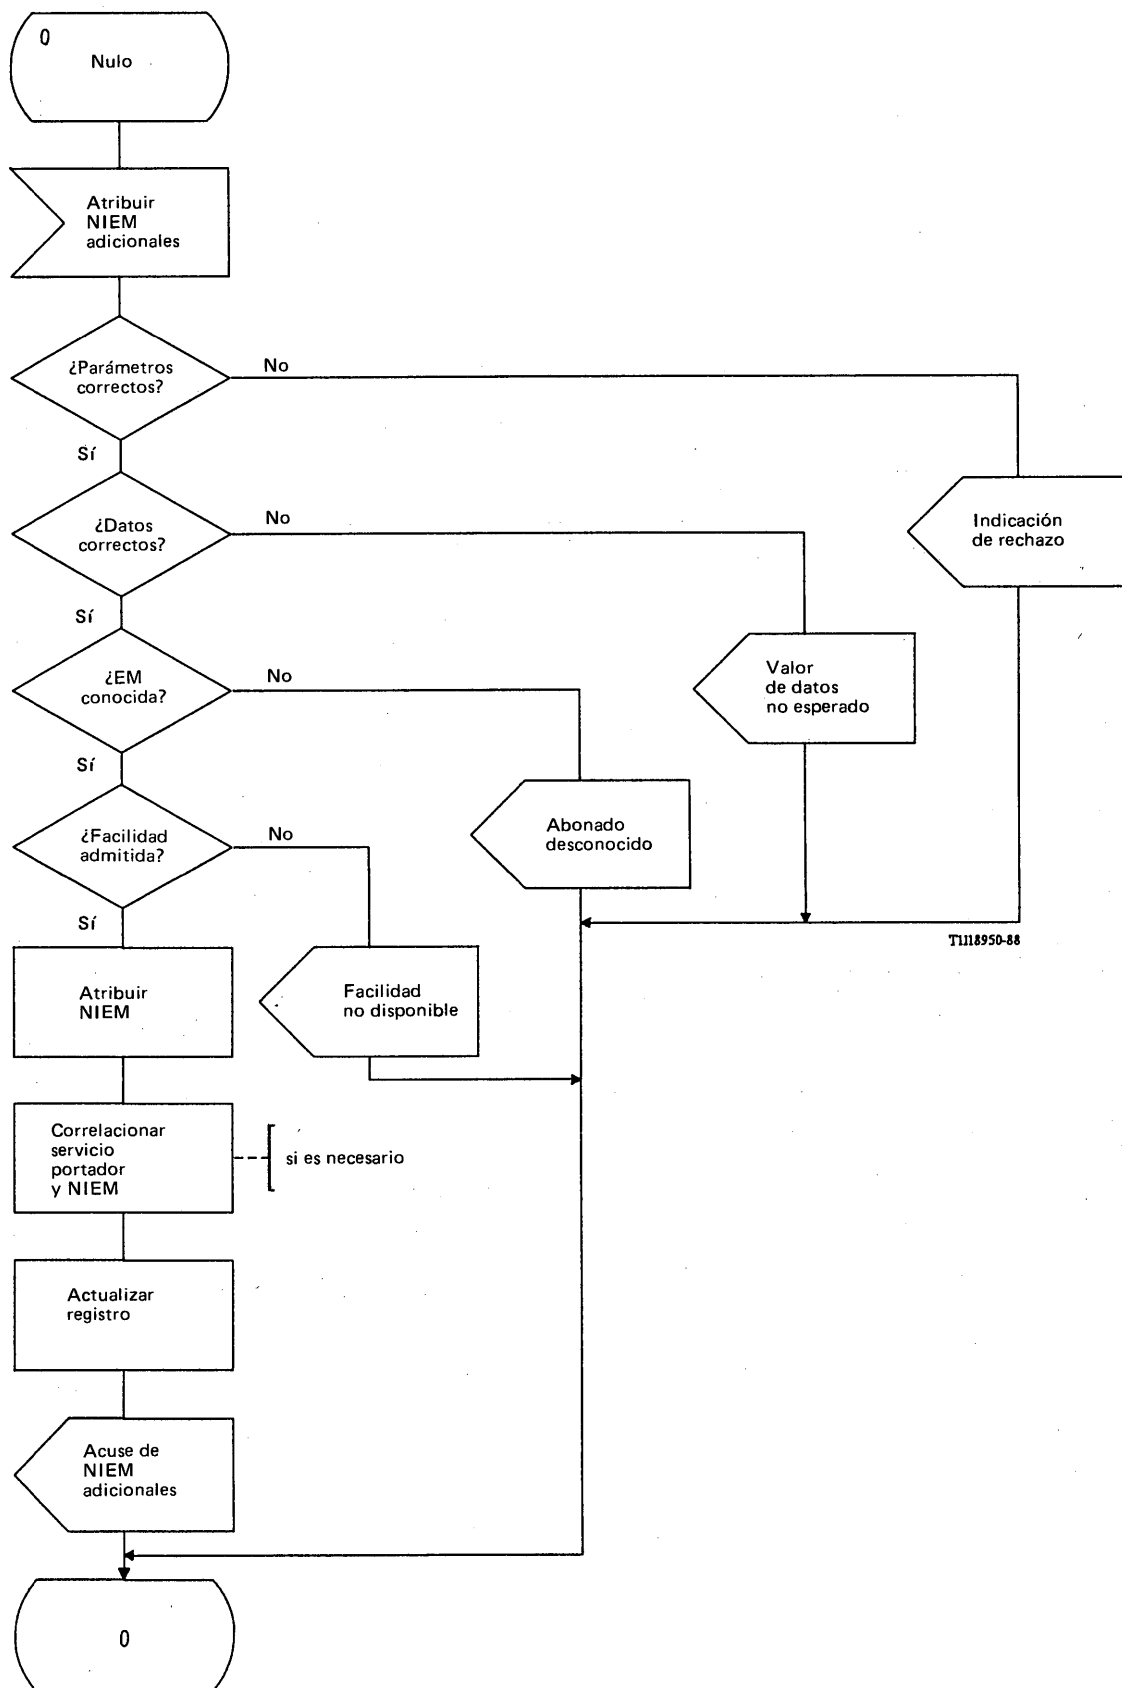 0
Nulo
Atribuir
NIEM
adicionales
¿Parámetros
correctos?
No
Sí
¿Datos
correctos?
No
Indicación
de rechazo
Sí
¿EM
conocida?
No
Valor
de datos
no esperado
Sí
¿Facilidad
admitida?
No
Abonado
desconocido
Sí
T1118950-88
Atribuir
NIEM
Facilidad
no disponible
Correlacionar
servicio
portador
y NIEM
si es necesario
Actualizar
registro
Acuse de
NIEM
adicionales
0